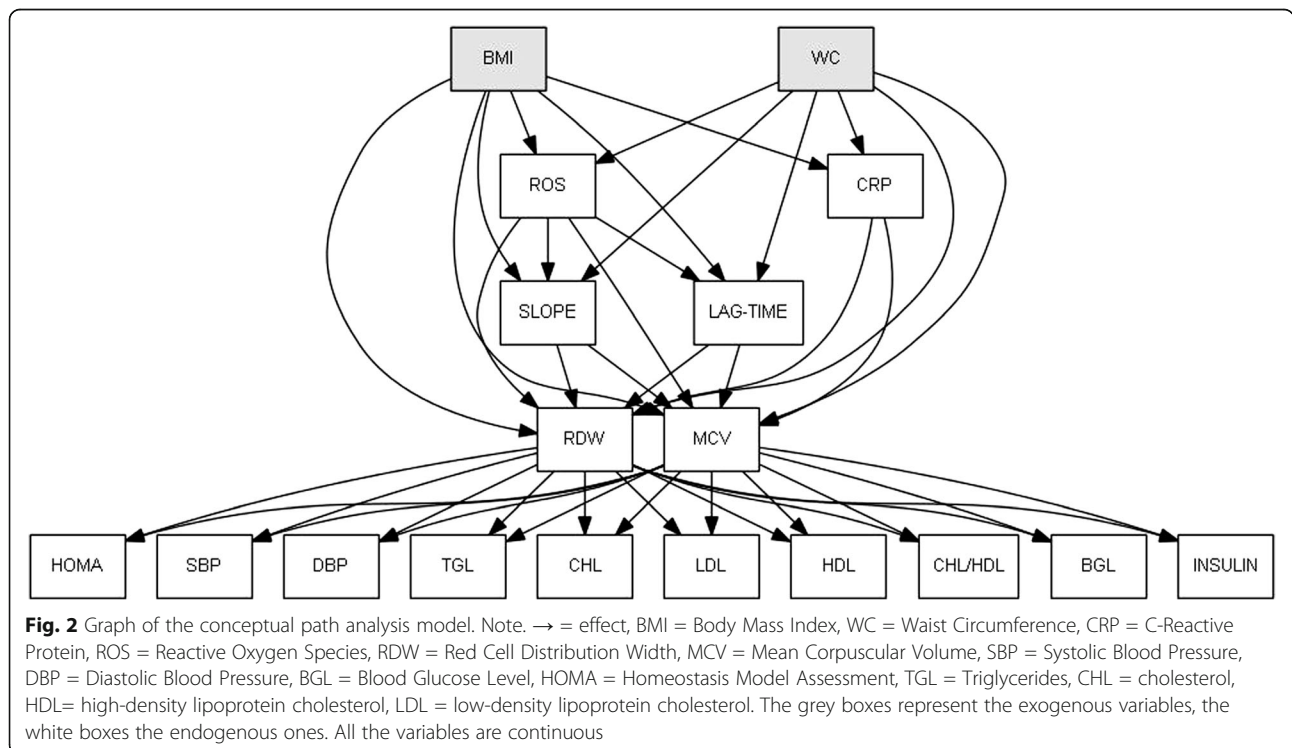 BMI WC
ROS CRP
SLOPE LAG-TIME
RDW MCV
HOMA SBP DBP TGL CHL LDL HDL CHL/HDL BGL INSULIN
Fig. 2 Graph of the conceptual path analysis model. Note. → = effect, BMI = Body Mass Index, WC = Waist Circumference, CRP = C-Reactive
Protein, ROS = Reactive Oxygen Species, RDW = Red Cell Distribution Width, MCV = Mean Corpuscular Volume, SBP = Systolic Blood Pressure,
DBP = Diastolic Blood Pressure, BGL = Blood Glucose Level, HOMA = Homeostasis Model Assessment, TGL = Triglycerides, CHL = cholesterol,
HDL= high-density lipoprotein cholesterol, LDL = low-density lipoprotein cholesterol. The grey boxes represent the exogenous variables, the
white boxes the endogenous ones. All the variables are continuous